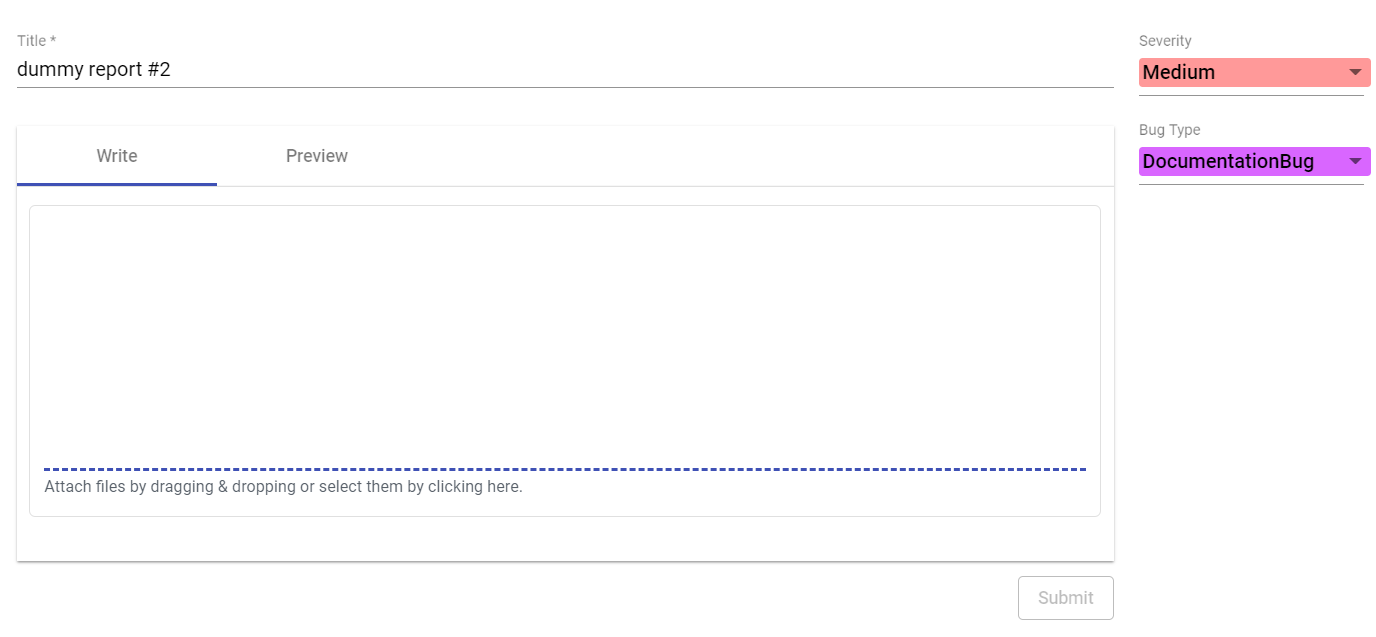 Title *
dummy report #2
Severity
Medium
Bug Type
DocumentationBug
Write
Preview
Attach files by dragging & dropping or select them by clicking here.
Submit